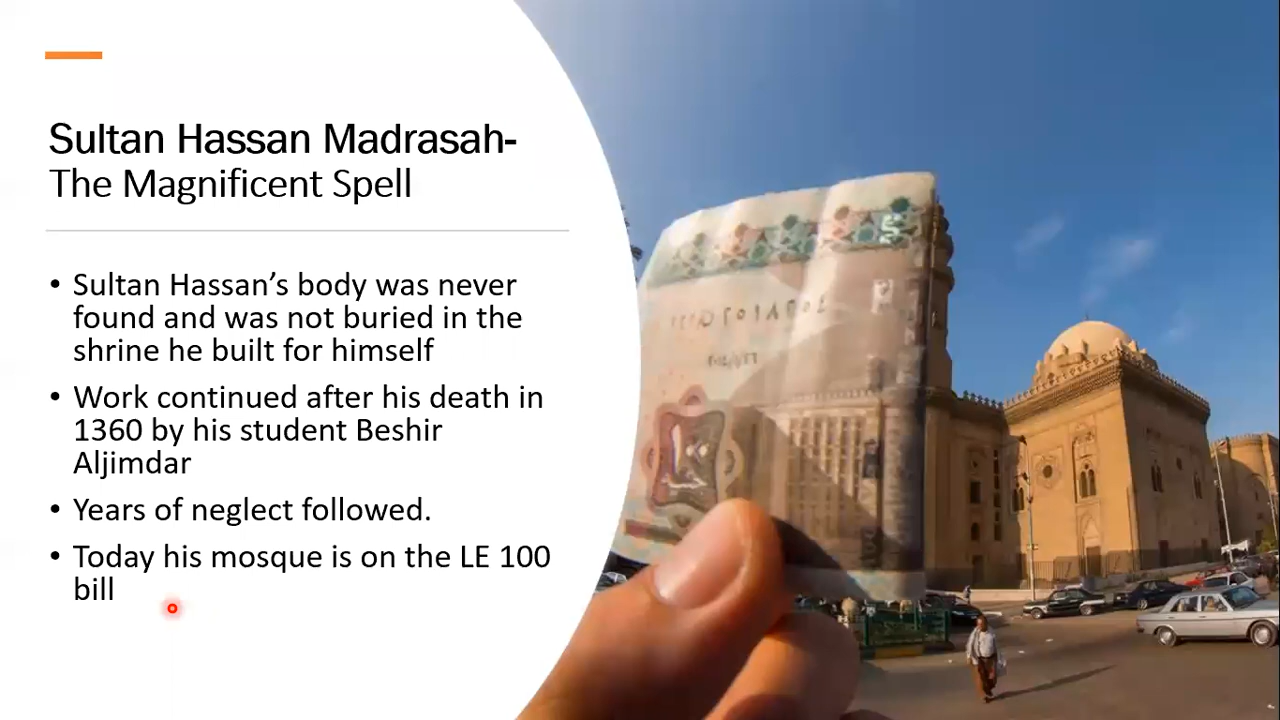 Sultan Hassan Madrasah-
The Magnificent Spell
• Sultan Hassan’s body was never
found and was not buried in the
shrine he built for himself
• Work continued after his death in
1360 by his student Beshir
Aljimdar
• Years of neglect followed.
• Today his mosque is on the LE 100
bill